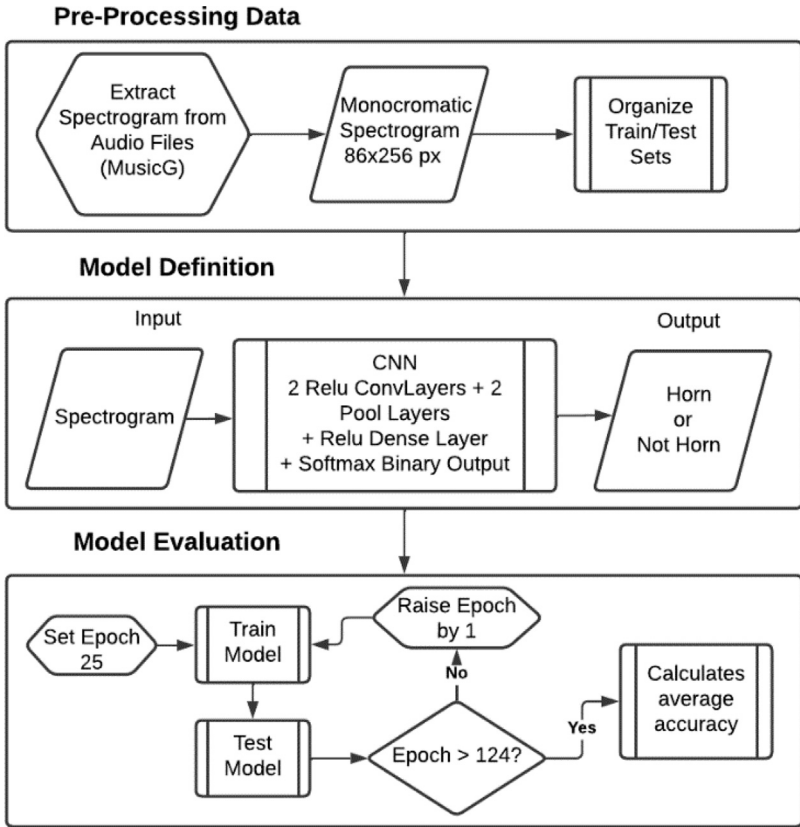 Pre-Processing Data
Extract
Spectrogram from
Audio Files
(MusicG)
Monocromatic
Spectrogram
86x256 px
Organize
Train/Test
Sets
Model Definition
Input
Output
Spectrogram
CNN
2 Relu ConvLayers + 2
Pool Layers
+ Relu Dense Layer
+ Softmax Binary Output
Horn
or
Not Horn
Model Evaluation
Set Epoch
25
Train
Model
Raise Epoch
by 1
Test
Model
Epoch > 124?
No
Yes
Calculates
average
accuracy